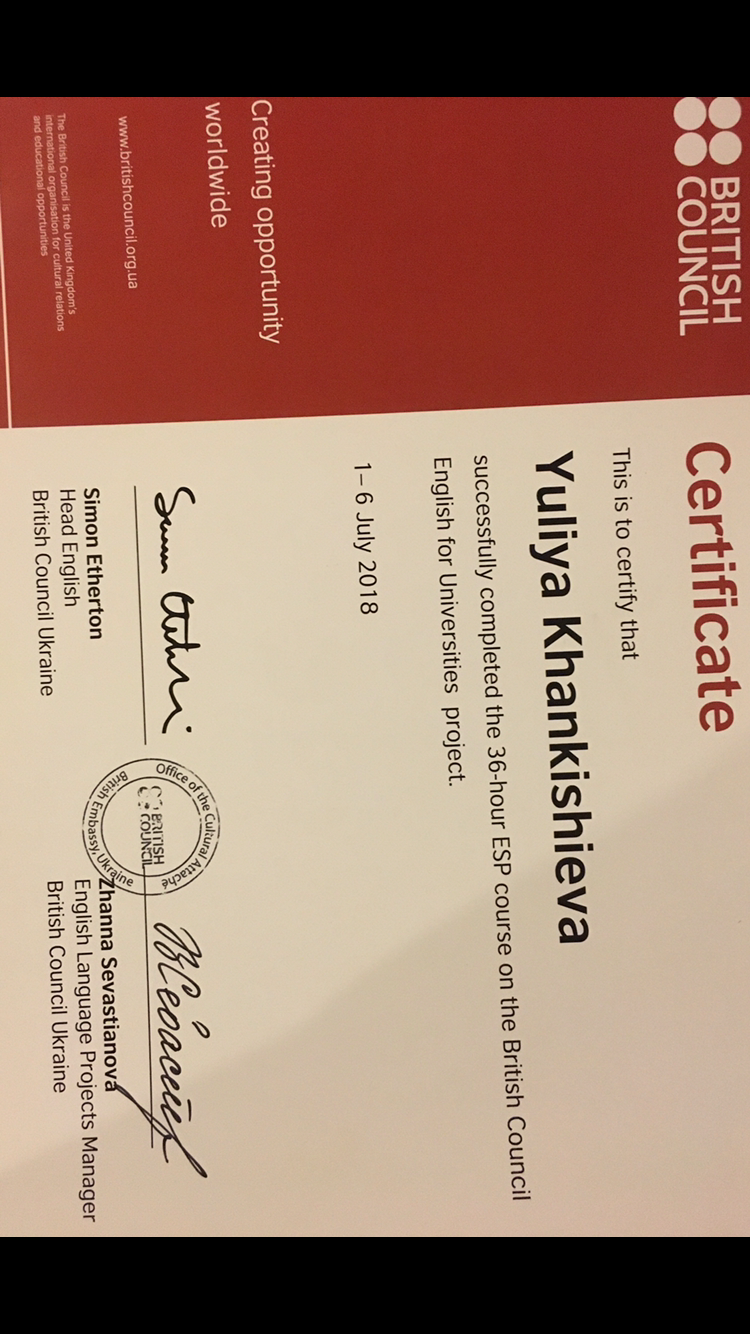 BRITISH
COUNCIL
Creating opportunity
worldwide
www.britishcouncil.org.ua
The British Council is the United Kingdom's
international organisation for cultural relations
and educational opportunities
Certificate
This is to certify that
Yuliya Khankishieva
successfully completed the 36-hour ESP course on the British Council
English for Universities project.
1– 6 July 2018
Simon Etherton
Head English
British Council Ukraine
Office of the Cultural Attaché
BRITISH
COUNCIL
British Embassy, Ukraine
Zhanna Sevastianova
English Language Projects Manager
British Council Ukraine